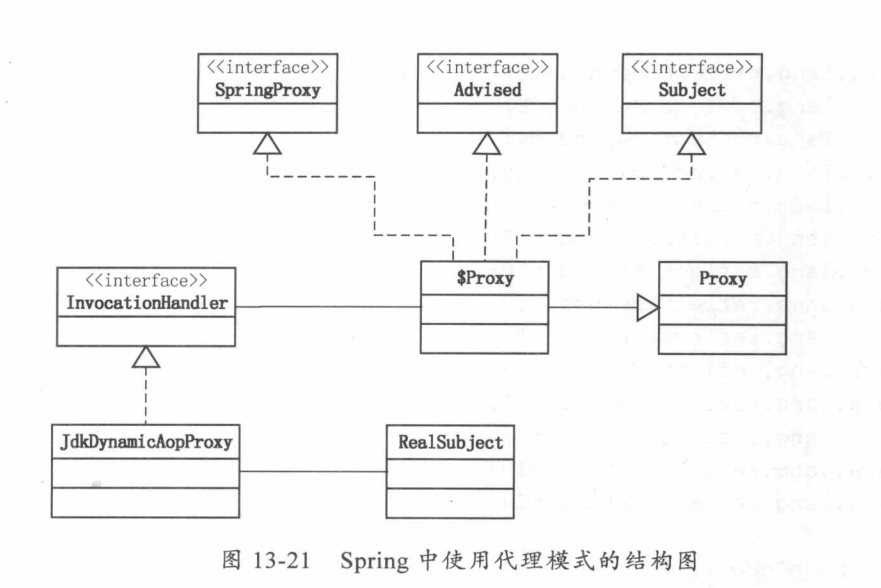 <<interface>>
SpringProxy
<<interface>>
Advised
<<interface>>
Subject
<<interface>>
InvocationHandler
$Proxy
Proxy
JdkDynamicAopProxy
RealSubject
图 13-21 Spring 中使用代理模式的结构图